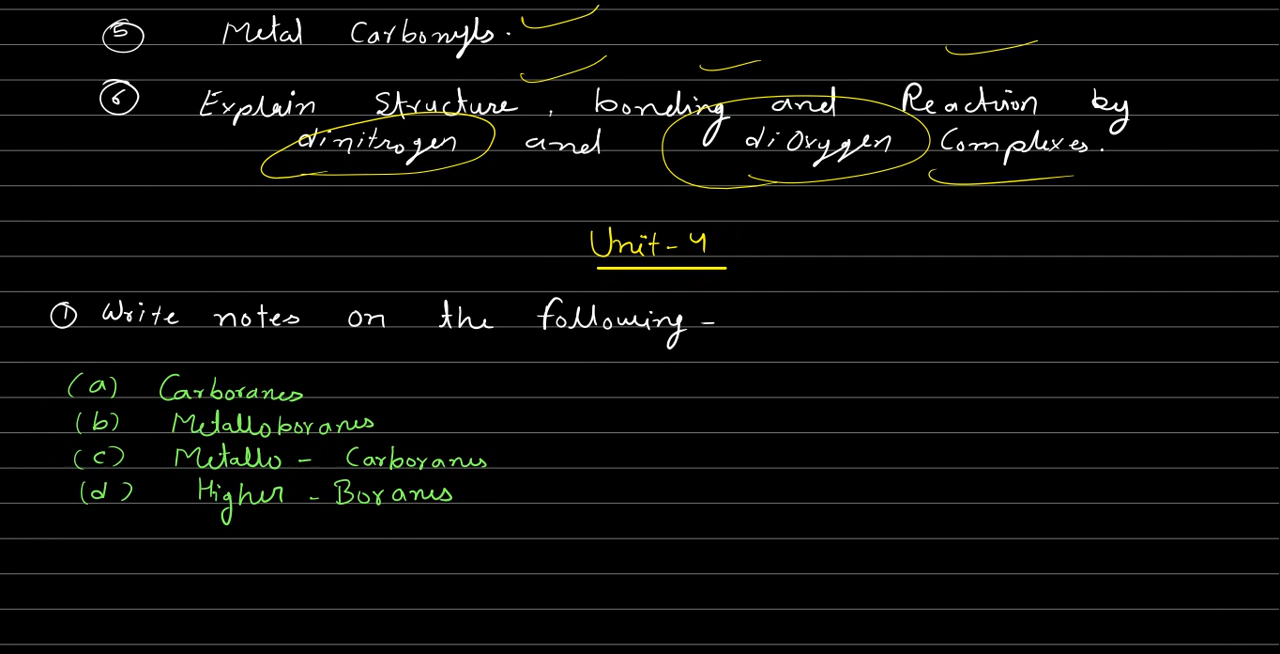 ⑤ Metal Carbonyls.
⑥ Explain Structure, bonding and Reaction by
dinitrogen and dioxygen Complexes.
Unit-4
① Write notes on the following -
(a) Carboranes
(b) Metalloboranes
(c) Metallo - Carboranes
(d) Higher - Boranes